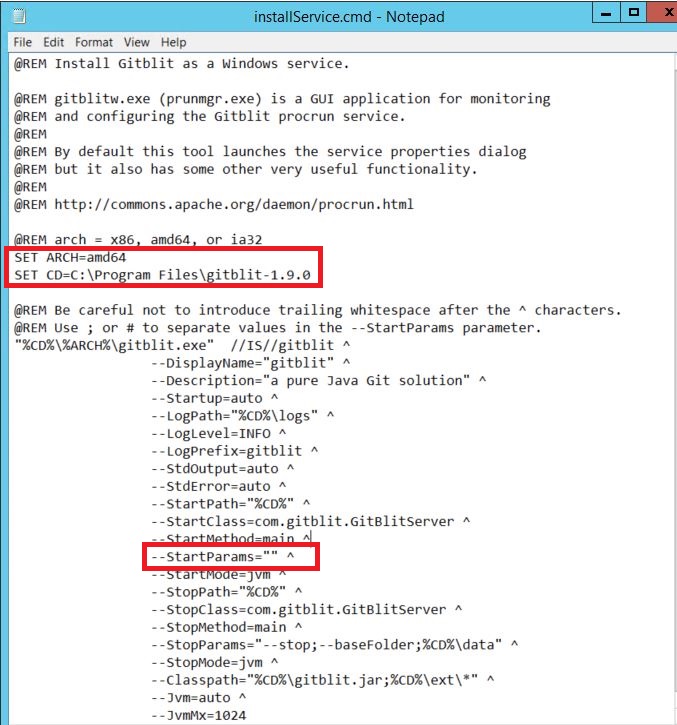 installService.cmd - Notepad
File Edit Format View Help
@REM Install Gitblit as a Windows service.
@REM gitblitw.exe (prunmgr.exe) is a GUI application for monitoring
@REM and configuring the Gitblit procrun service.
@REM
@REM By default this tool launches the service properties dialog
@REM but it also has some other very useful functionality.
@REM
@REM http://commons.apache.org/daemon/procrun.html
@REM arch = x86, amd64, or ia32
SET ARCH=amd64
SET CD=C:\Program Files\gitblit-1.9.0
@REM Be careful not to introduce trailing whitespace after the ^ characters.
@REM Use ; or # to separate values in the --StartParams parameter.
"%CD%\%ARCH%\gitblit.exe"  //IS//gitblit ^
--DisplayName="gitblit" ^
--Description="a pure Java Git solution" ^
--Startup=auto ^
--LogPath="%CD%\logs" ^
--LogLevel=INFO ^
--LogPrefix=gitblit ^
--StdOutput=auto ^
--StdError=auto ^
--StartPath="%CD%" ^
--StartClass=com.gitblit.GitBlitServer ^
--StartMethod=main ^
--StartParams="" ^
--StartMode=jvm ^
--StopPath="%CD%" ^
--StopClass=com.gitblit.GitBlitServer ^
--StopMethod=main ^
--StopParams="--stop;--baseFolder;%CD%\data" ^
--StopMode=jvm ^
--Classpath="%CD%\gitblit.jar;%CD%\ext\*" ^
--Jvm=auto ^
--JvmMx=1024